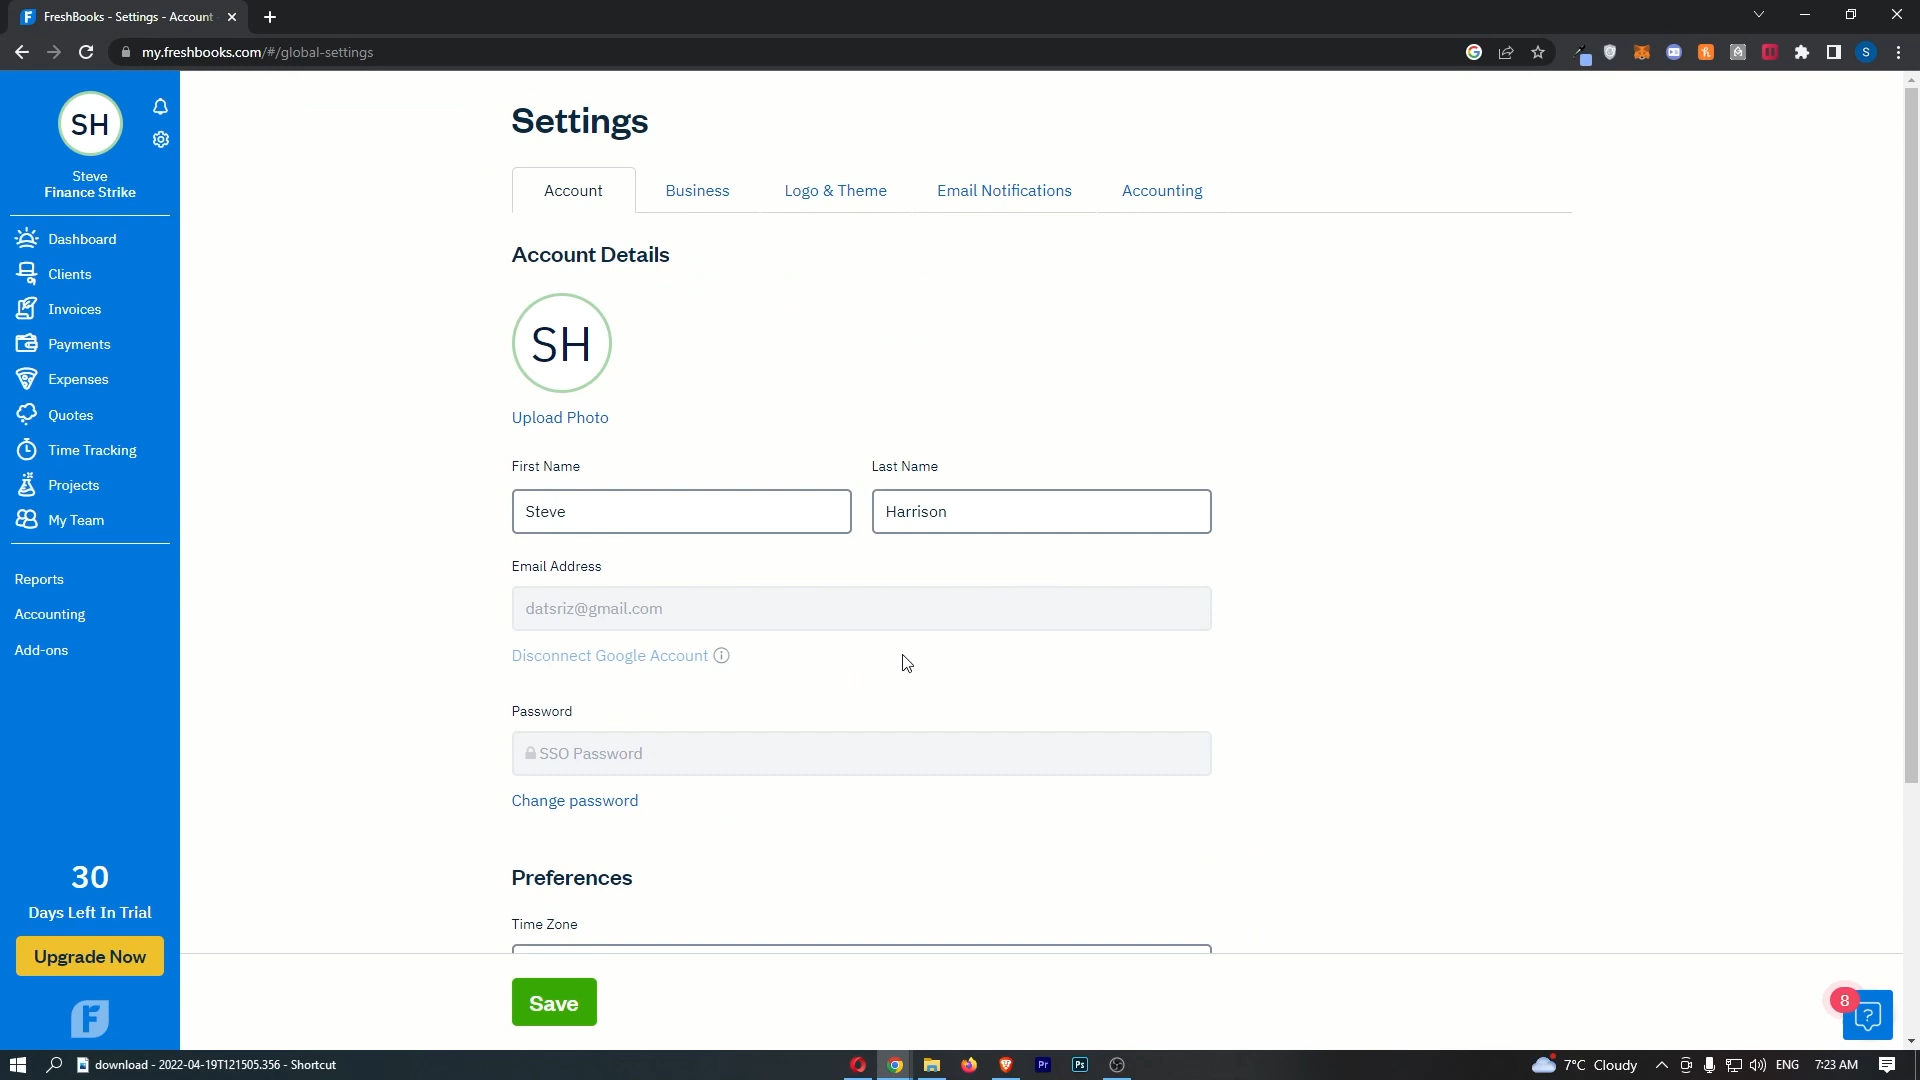 FreshBooks - Settings - Account
my.freshbooks.com/#/global-settings
S
SH
Steve
Finance Strike
Dashboard
Clients
Invoices
Payments
Expenses
Quotes
Time Tracking
Projects
My Team
Reports
Accounting
Add-ons
30
Days Left In Trial
Upgrade Now
Settings
Account
Business
Logo & Theme
Email Notifications
Accounting
Account Details
SH
Upload Photo
First Name
Last Name
Steve
Harrison
Email Address
datsriz@gmail.com
Disconnect Google Account
Password
SSO Password
Change password
Preferences
Time Zone
Save
8
?
download - 2022-04-19T121505.356 - Shortcut
Pr
Ps
7°C Cloudy
ENG
7:23 AM